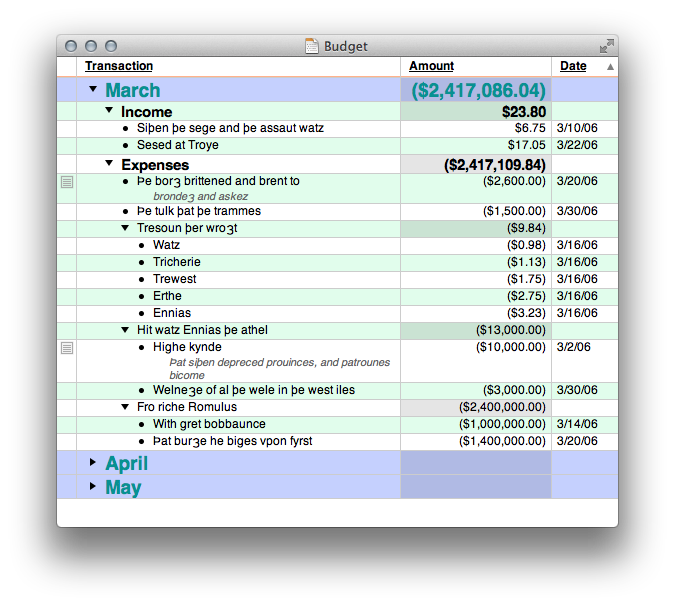 Budget
Transaction Amount Date
March ($2,417,086.04)
Income $23.80
Siþen þe sege and þe assaut watz $6.75 3/10/06
Sesed at Troye $17.05 3/22/06
Expenses ($2,417,109.84)
Þe borȝ brittened and brent to ($2,600.00) 3/20/06
brondeȝ and askez
Þe tulk þat þe trammes ($1,500.00) 3/30/06
Tresoun þer wroȝt ($9.84)
Watz ($0.98) 3/16/06
Tricherie ($1.13) 3/16/06
Trewest ($1.75) 3/16/06
Erthe ($2.75) 3/16/06
Ennias ($3.23) 3/16/06
Hit watz Ennias þe athel ($13,000.00)
Highe kynde ($10,000.00) 3/2/06
Þat siþen depreced prouinces, and patrounes
bicome
Welneȝe of al þe wele in þe west iles ($3,000.00) 3/30/06
Fro riche Romulus ($2,400,000.00)
With gret bobbaunce ($1,000,000.00) 3/14/06
Þat burȝe he biges vpon fyrst ($1,400,000.00) 3/20/06
April
May